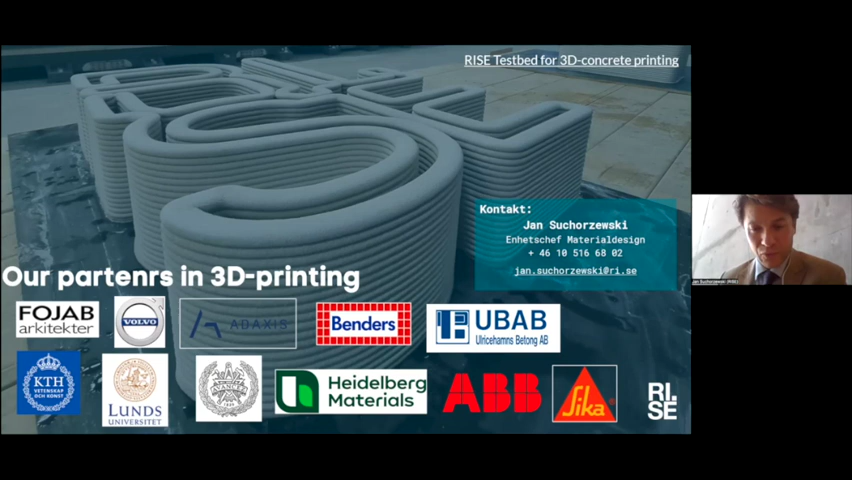 RISE Testbed for 3D-concrete printing
Kontakt:
Jan Suchorzewski
Enhetschef Materialdesign
+ 46 10 516 68 02
jan.suchorzewski@ri.se
Jan Suchorzewski (RISE)
Our partenrs in 3D-printing
FOJAB
arkitekter
VOLVO
ADAXIS
Benders
UBAB
Ulricehamns Betong AB
KTH
VETENSKAP
OCH KONST
LUNDS
UNIVERSITET
AVANCEZ
Heidelberg
Materials
ABB
Sika
RI.
SE